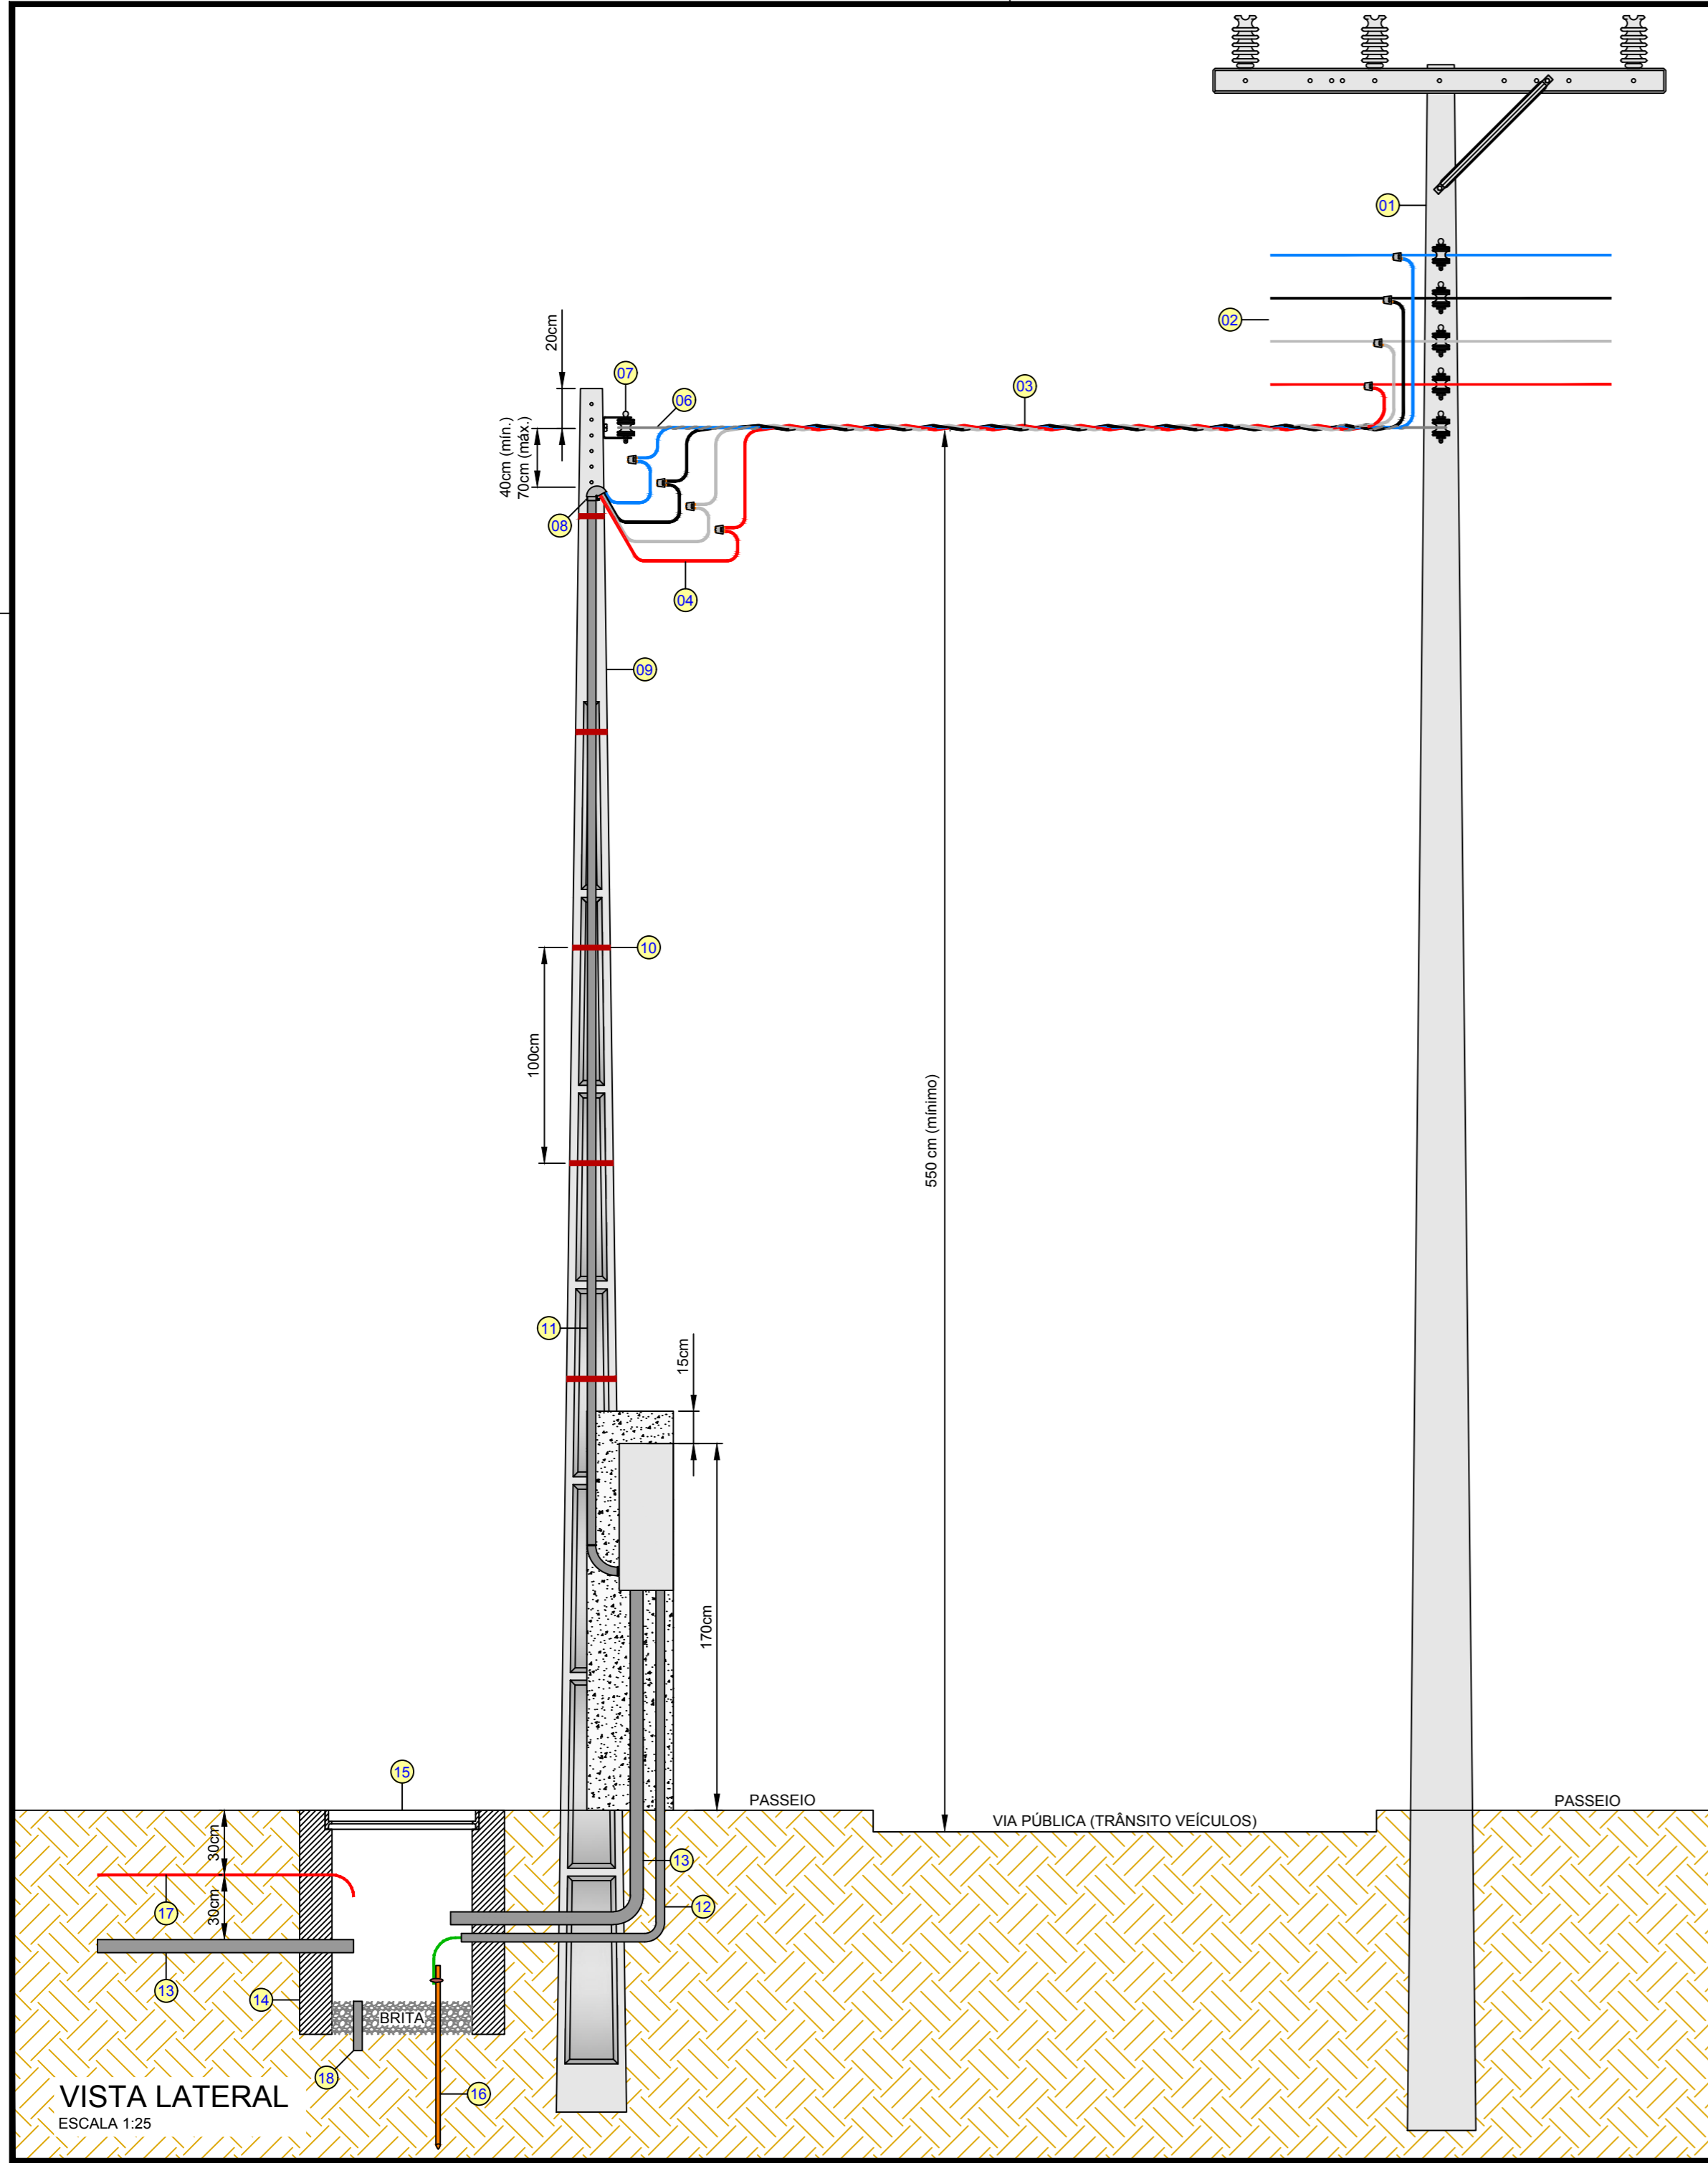 01
02
20cm
07
06
03
40cm (mín.)
70cm (máx.)
08
04
09
10
100cm
550 cm (mínimo)
11
15cm
170cm
15
PASSEIO
VIA PÚBLICA (TRÂNSITO VEÍCULOS)
PASSEIO
30cm
13
17
30cm
12
13
14
BRITA
18
16
VISTA LATERAL
ESCALA 1:25